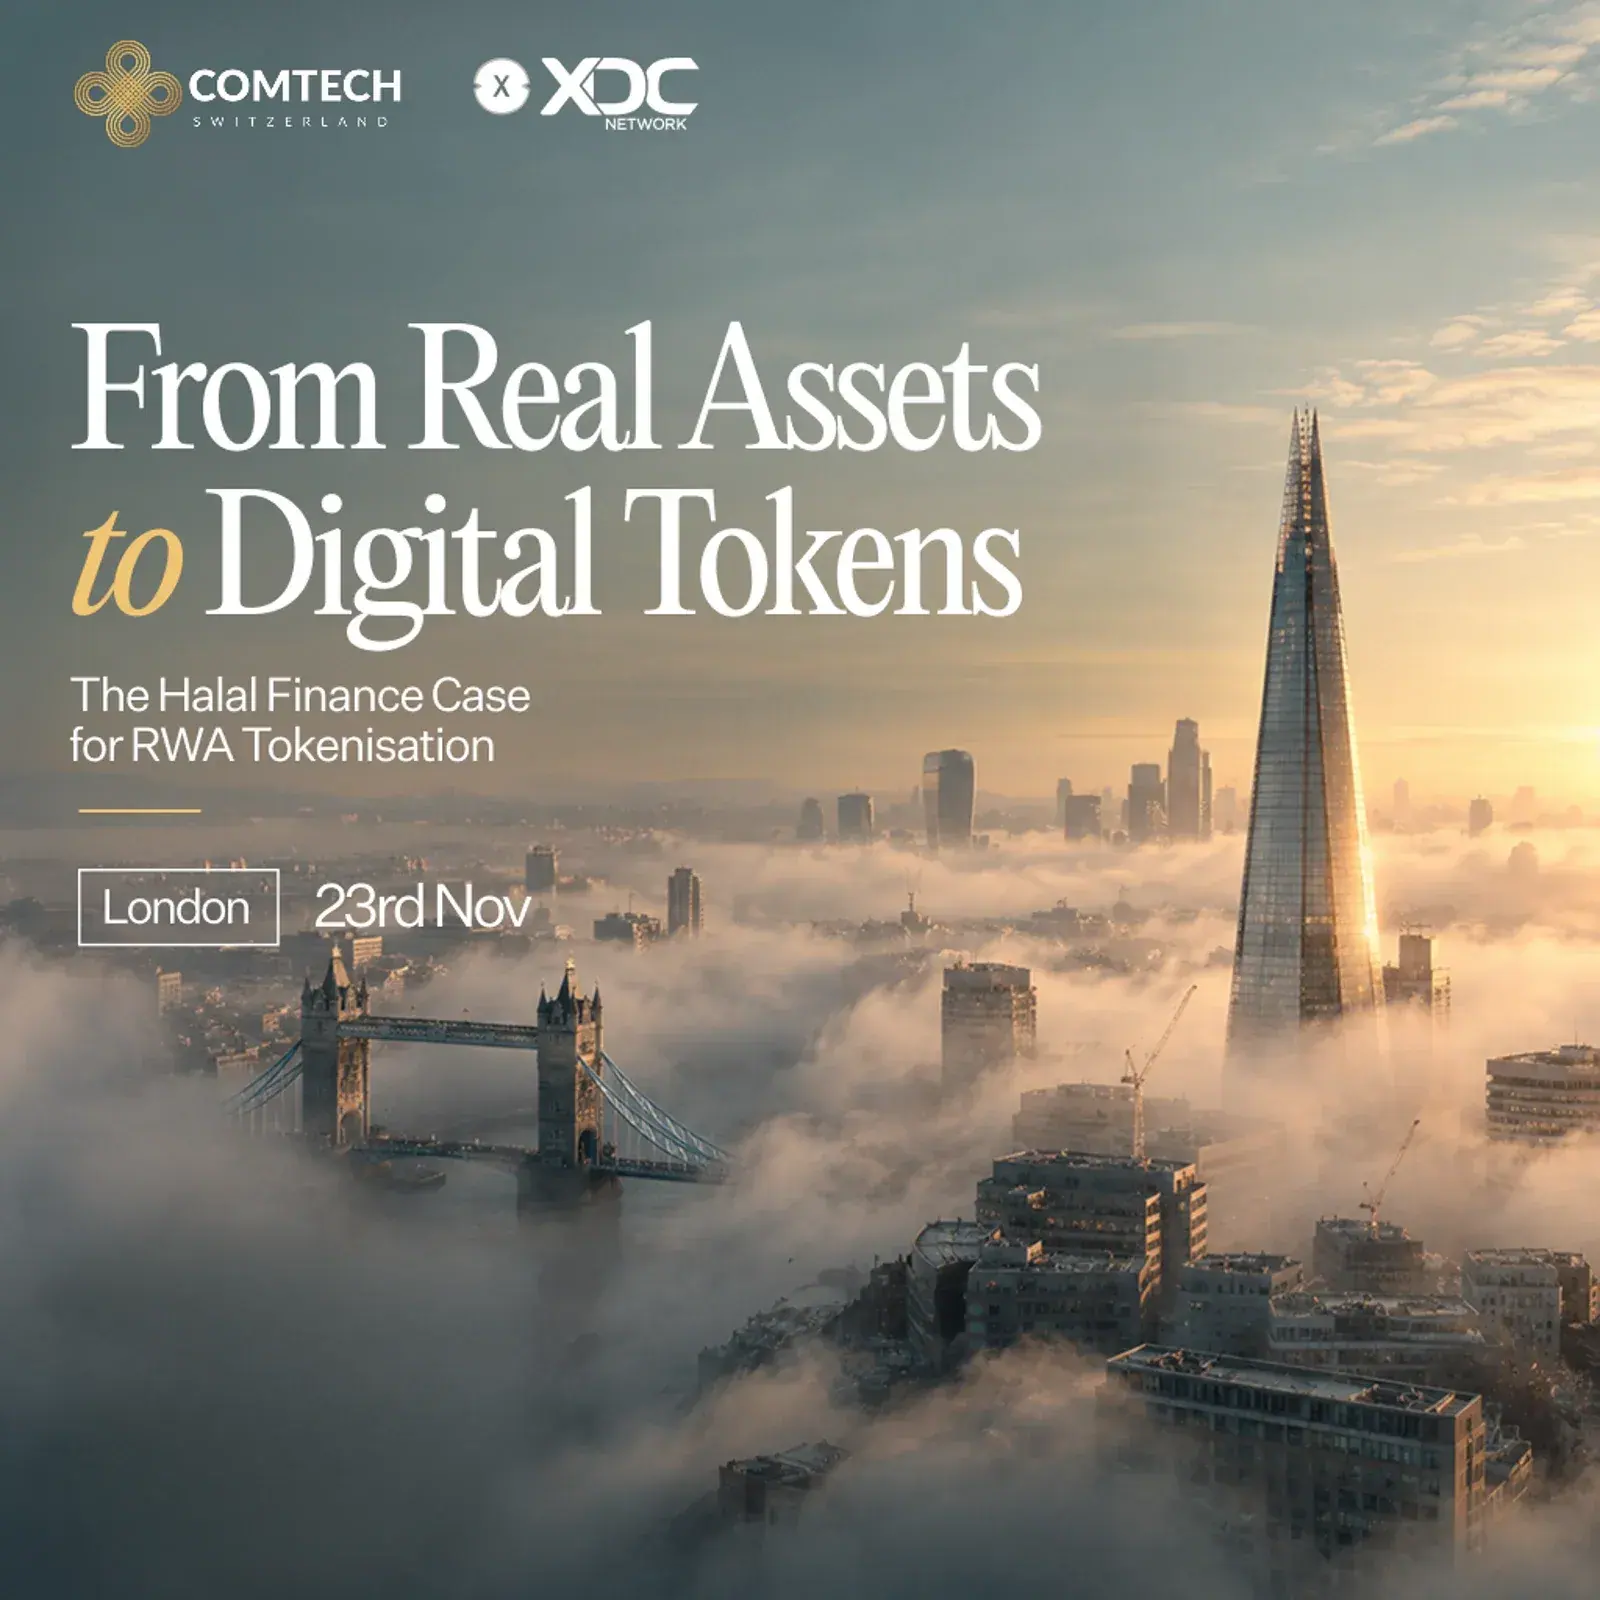 COMTECH
SWITZERLAND
X
XDC
NETWORK
From Real Assets
to Digital Tokens
The Halal Finance Case
for RWA Tokenisation
London
23rd Nov